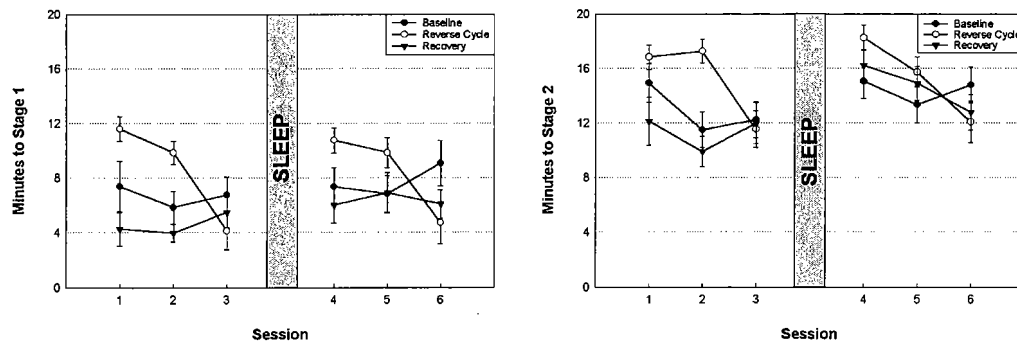 20
16
12
8
4
0
Minutes to Stage 1
SLEEP
Baseline
Reverse Cycle
Recovery
1 2 3 4 5 6
Session
20
16
12
8
4
0
Minutes to Stage 2
SLEEP
Baseline
Reverse Cycle
Recovery
1 2 3 4 5 6
Session